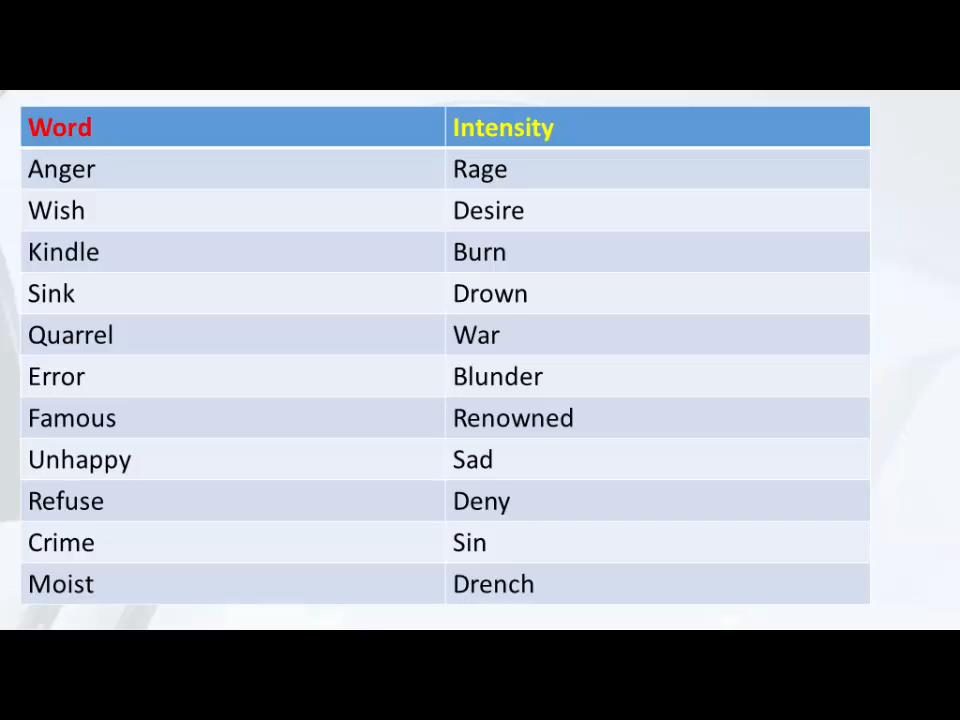 Word Intensity
Anger Rage
Wish Desire
Kindle Burn
Sink Drown
Quarrel War
Error Blunder
Famous Renowned
Unhappy Sad
Refuse Deny
Crime Sin
Moist Drench